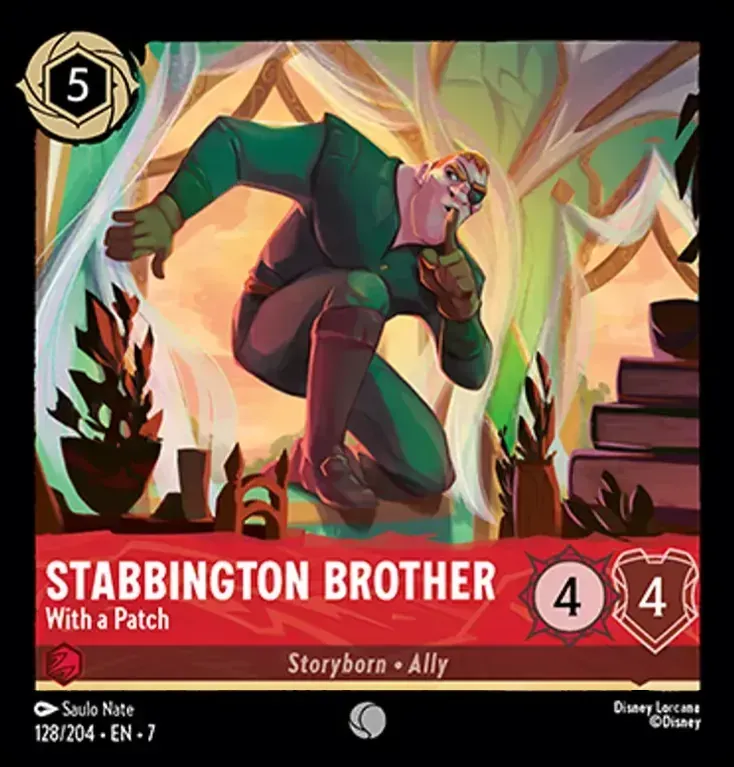 5
STABBINGTON BROTHER
With a Patch
4
4
Storyborn • Ally
Saulo Nate
128/204 • EN • 7
Disney Lorcana
©Disney